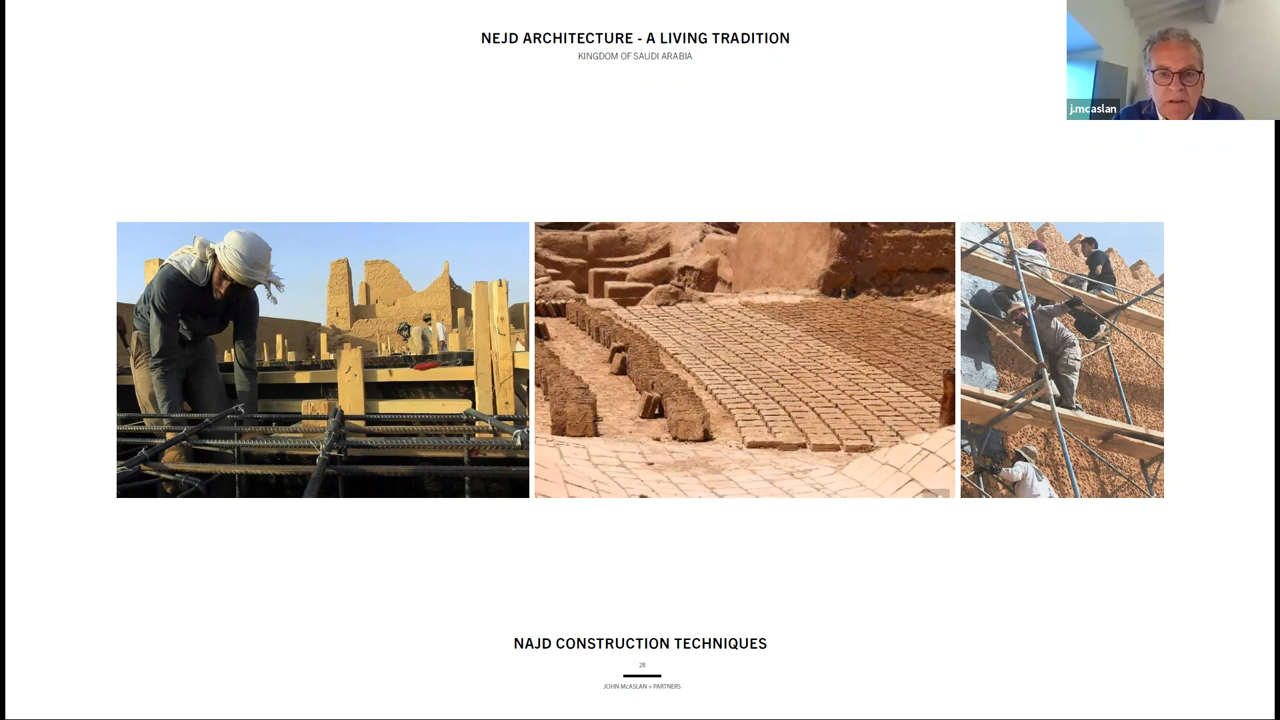 NEJD ARCHITECTURE - A LIVING TRADITION
KINGDOM OF SAUDI ARABIA
j.mcaslan
NAJD CONSTRUCTION TECHNIQUES
28
JOHN McASLAN + PARTNERS